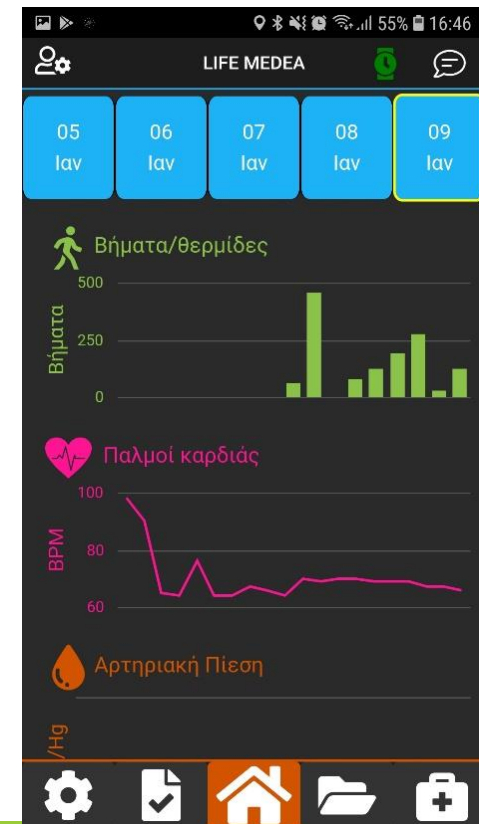 55% 16:46
LIFE MEDEA
05 06 07 08 09
Ιαν Ιαν Ιαν Ιαν Ιαν
Βήματα/θερμίδες
500
Βήματα
250
0
Παλμοί καρδιάς
100
BPM
80
60
Αρτηριακή Πίεση
/Hg